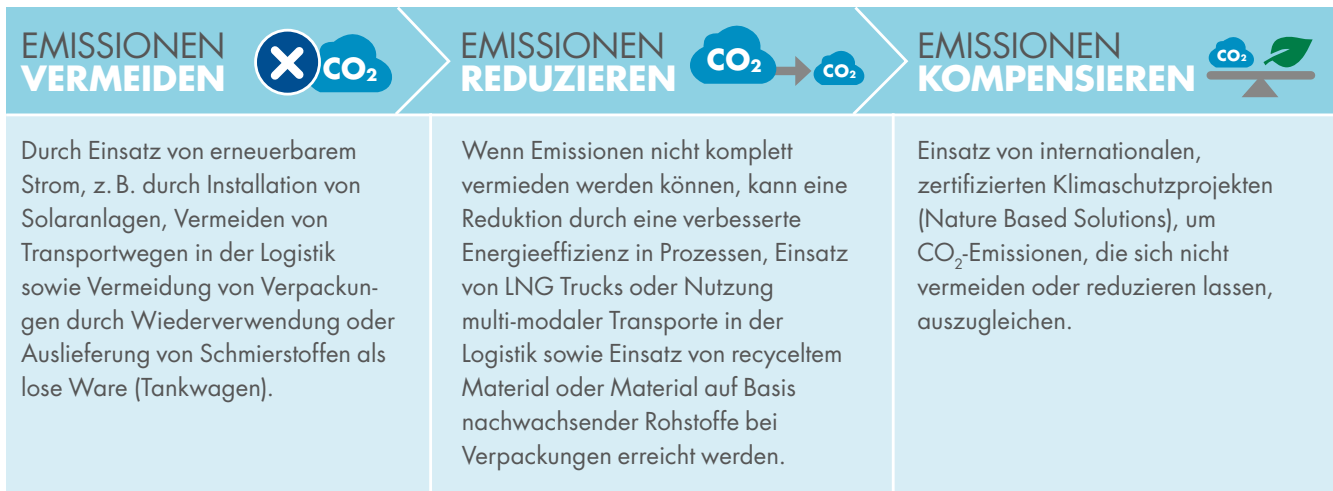 EMISSIONEN
VERMEIDEN
CO₂
Durch Einsatz von erneuerbarem
Strom, z. B. durch Installation von
Solaranlagen, Vermeiden von
Transportwegen in der Logistik
sowie Vermeidung von Verpackun-
gen durch Wiederverwendung oder
Auslieferung von Schmierstoffen als
lose Ware (Tankwagen).
EMISSIONEN
REDUZIEREN
CO₂
CO₂
Wenn Emissionen nicht komplett
vermieden werden können, kann eine
Reduktion durch eine verbesserte
Energieeffizienz in Prozessen, Einsatz
von LNG Trucks oder Nutzung
multi-modaler Transporte in der
Logistik sowie Einsatz von recyceltem
Material oder Material auf Basis
nachwachsender Rohstoffe bei
Verpackungen erreicht werden.
EMISSIONEN
KOMPENSIEREN
CO₂
Einsatz von internationalen,
zertifizierten Klimaschutzprojekten
(Nature Based Solutions), um
CO₂-Emissionen, die sich nicht
vermeiden oder reduzieren lassen,
auszugleichen.